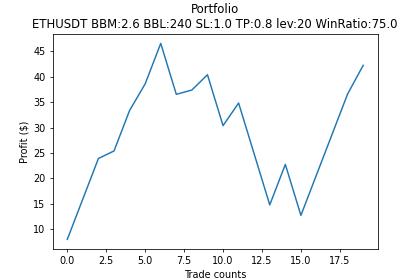 Portfolio
ETHUSDT BBM:2.6 BBL:240 SL:1.0 TP:0.8 lev:20 WinRatio:75.0
Profit ($)
45
40
35
30
25
20
15
10
0.0 2.5 5.0 7.5 10.0 12.5 15.0 17.5
Trade counts